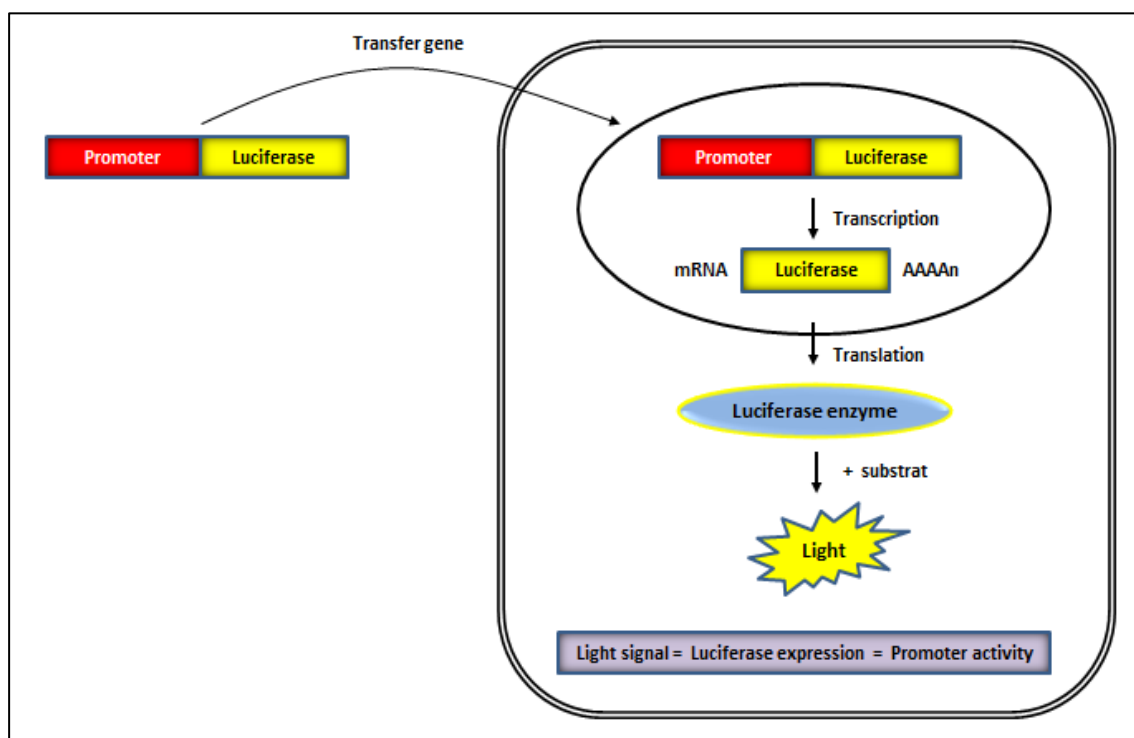 Transfer gene
Promoter Luciferase
Promoter Luciferase
Transcription
mRNA Luciferase AAAAn
Translation
Luciferase enzyme
+ substrat
Light
Light signal = Luciferase expression = Promoter activity